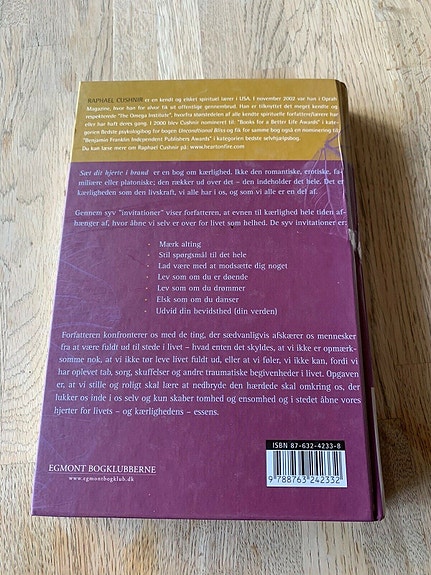 RAPHAEL CUSHNIR er en kendt og elsket spirituel lærer i USA. I november 2002 var han i Oprah
Magazine, hvor han for alvor fik sit offentlige gennembrud. Han er tilknyttet det meget kendte og
respekterede "The Omega Institute", hvorfra størstedelen af alle kendte spirituelle forfattere/lærere har
eller har haft deres gang. I 2000 blev Cushnir nomineret til "Books for a Better Life Awards" i kate-
gorien Bedste psykologibog for bogen Unconditional Bliss og fik for samme bog også en nominering til
"Benjamin Franklin Independent Publishers Awards" i kategorien bedste selvhjælpsbog.
Du kan læse mere om Raphael Cushnir på: www.heartonfire.com
Sæt dit hjerte i brand er en bog om kærlighed. Ikke den romantiske, erotiske, fa-
miliære eller platoniske; den rækker ud over det – den indeholder det hele. Det er
kærligheden som den livskraft, vi alle har i os, og som vi alle er en del af.
Gennem syv "invitationer" viser forfatteren, at evnen til kærlighed hele tiden af-
hænger af, hvor åbne vi selv er over for livet som helhed. De syv invitationer er:
· Mærk alting
· Stil spørgsmål til det hele
· Lad være med at modsætte dig noget
· Lev som om du er døende
· Lev som om du drømmer
· Elsk som om du danser
· Udvid din bevidsthed (din verden)
Forfatteren konfronterer os med de ting, der sædvanligvis afskærer os mennesker
fra at være fuldt ud til stede i livet – hvad enten det skyldes, at vi ikke er opmærk-
somme nok, at vi ikke tør leve livet fuldt ud, eller at vi føler, vi ikke kan, fordi vi
har oplevet tab, sorg, skuffelser og andre traumatiske begivenheder i livet. Opgaven
er, at vi stille og roligt skal lære at nedbryde den hærdede skal omkring os, der
lukker os inde i os selv og kun skaber tomhed og ensomhed og i stedet åbne vores
hjerter for livets – og kærlighedens – essens.
ISBN 87-632-4233-8
9 788763 242332
EGMONT BOGKLUBBERNE
www.egmontbogklub.dk